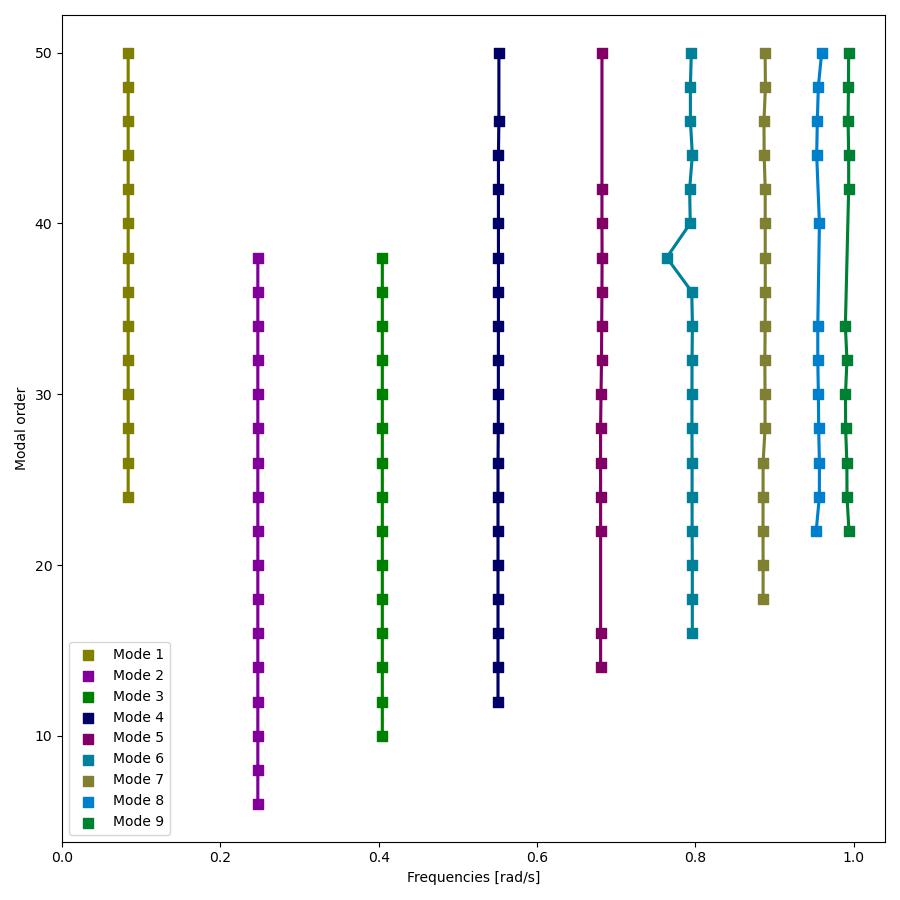 50
40
30
20
10
Modal order
Mode 1
Mode 2
Mode 3
Mode 4
Mode 5
Mode 6
Mode 7
Mode 8
Mode 9
0.0 0.2 0.4 0.6 0.8 1.0
Frequencies [rad/s]